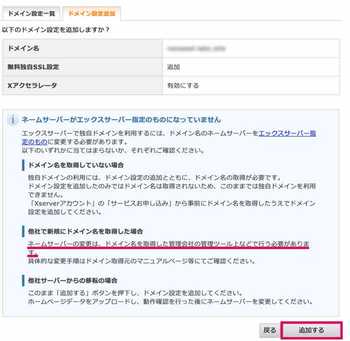 ドメイン設定一覧 ドメイン設定追加
以下のドメイン設定を追加しますか？
ドメイン名
無料独自SSL設定 追加
Xアクセラレータ 有効にする
ネームサーバーがエックスサーバー指定のものになっていません
エックスサーバーで独自ドメインを利用するには、ドメイン名のネームサーバーをエックスサーバー指
定のものに変更する必要があります。
以下のいずれかに当てはまらないか、それぞれご確認ください。
ドメイン名を取得していない場合
独自ドメインの利用には、ドメイン設定の追加とともに、ドメイン名の取得が必要です。
ドメイン設定追加したのみではドメイン名は取得されないため、このままでは独自ドメインを利用
できません。
「Xserverアカウント」の「サービスお申し込み」から事前にドメイン名を取得したうえでドメイン
設定を追加してください。
他社で新規にドメイン名を取得した場合
ネームサーバーの変更は、ドメイン名を取得した管理会社の管理ツール上などで行う必要がありま
す。
具体的な変更手順はドメイン取得元のマニュアルページ等にてご確認ください。
他社サーバーからの移転の場合
このまま「追加する」ボタンを押下し、ドメイン設定を追加してください。
ホームページデータをアップロードし、動作確認を行った後にネームサーバーを変更してください。
戻る 追加する